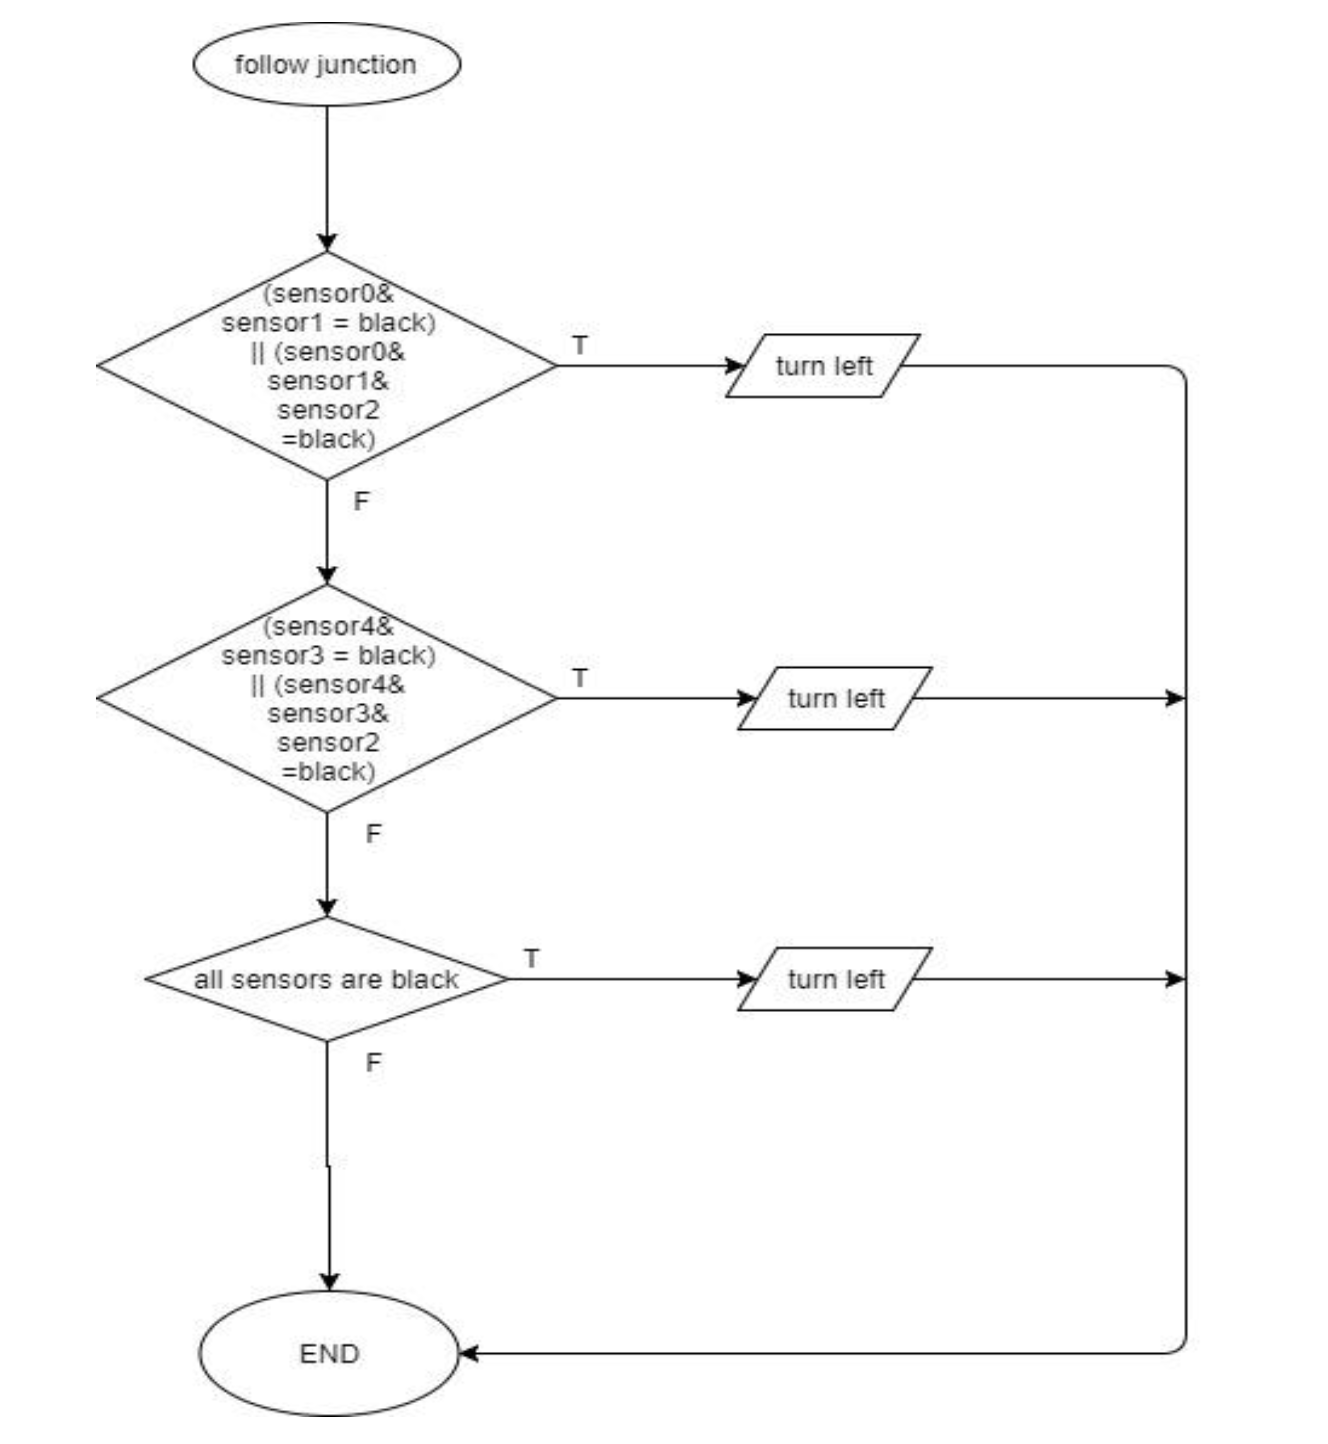 follow junction
(sensor0&
sensor1 = black)
|| (sensor0&
sensor1&
sensor2
=black)
T
turn left
F
(sensor4&
sensor3 = black)
|| (sensor4&
sensor3&
sensor2
=black)
T
turn left
F
all sensors are black
T
turn left
F
END